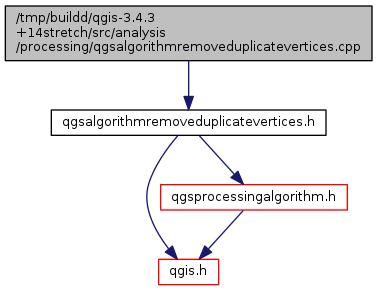 /tmp/buildd/qgis-3.4.3
+14stretch/src/analysis
/processing/qgsalgorithmremoveduplicatevertices.cpp
qgsalgorithmremoveduplicatevertices.h
qgsprocessingalgorithm.h
qgis.h